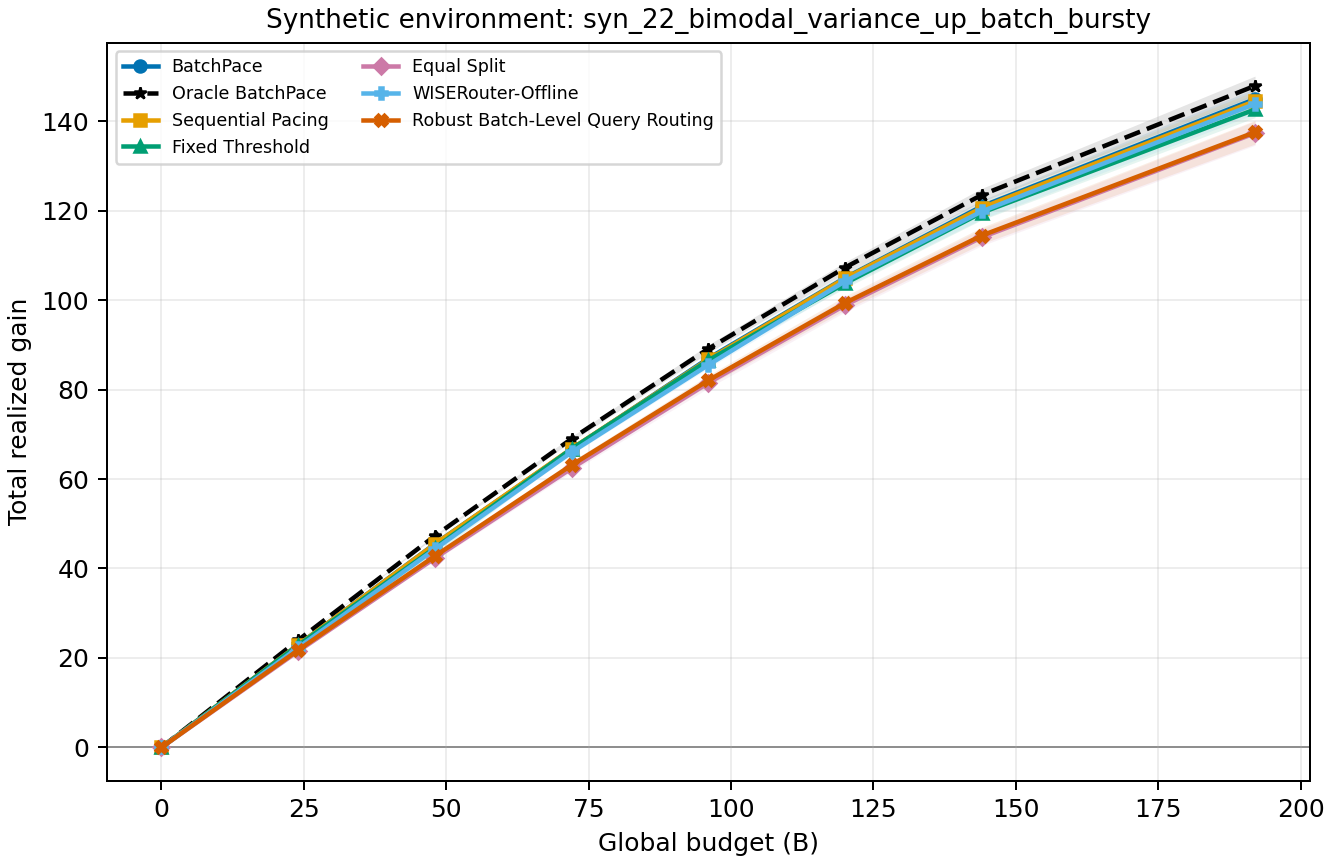 Synthetic environment: syn_22_bimodal_variance_up_batch_bursty
BatchPace
Oracle BatchPace
Sequential Pacing
Fixed Threshold
Equal Split
WISERouter-Offline
Robust Batch-Level Query Routing
Total realized gain
140
120
100
80
60
40
20
0
0 25 50 75 100 125 150 175 200
Global budget (B)